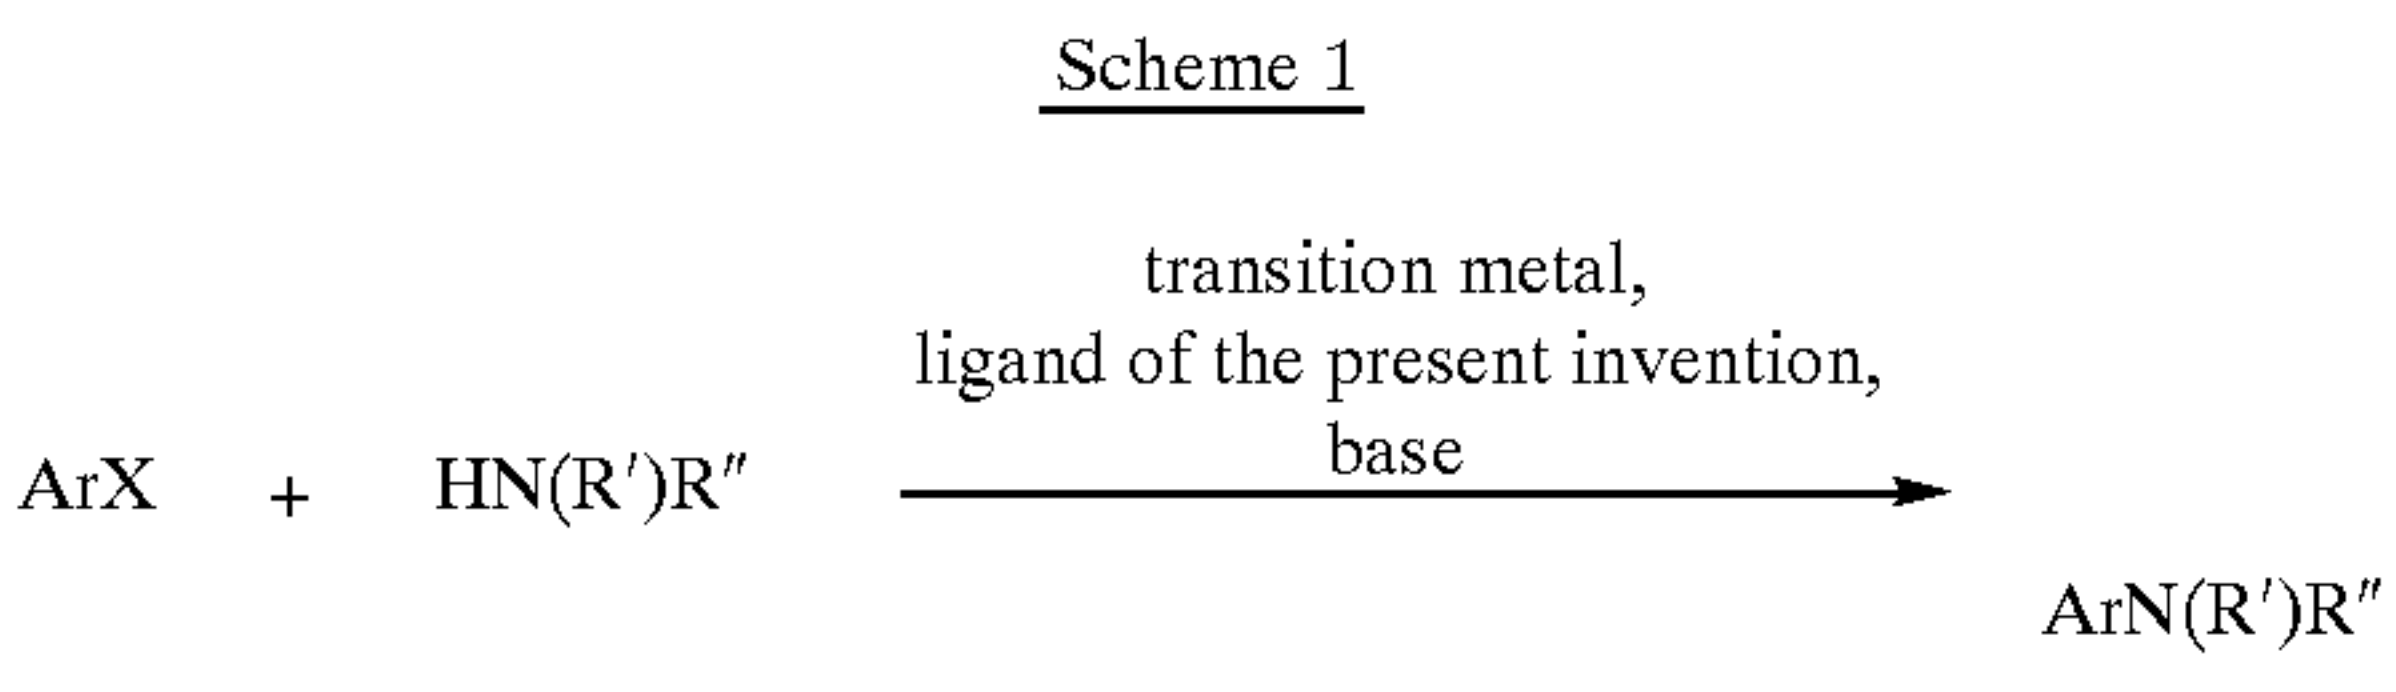 Scheme 1
transition metal,
ligand of the present invention,
base
ArX + HN(R′)R″
ArN(R′)R″